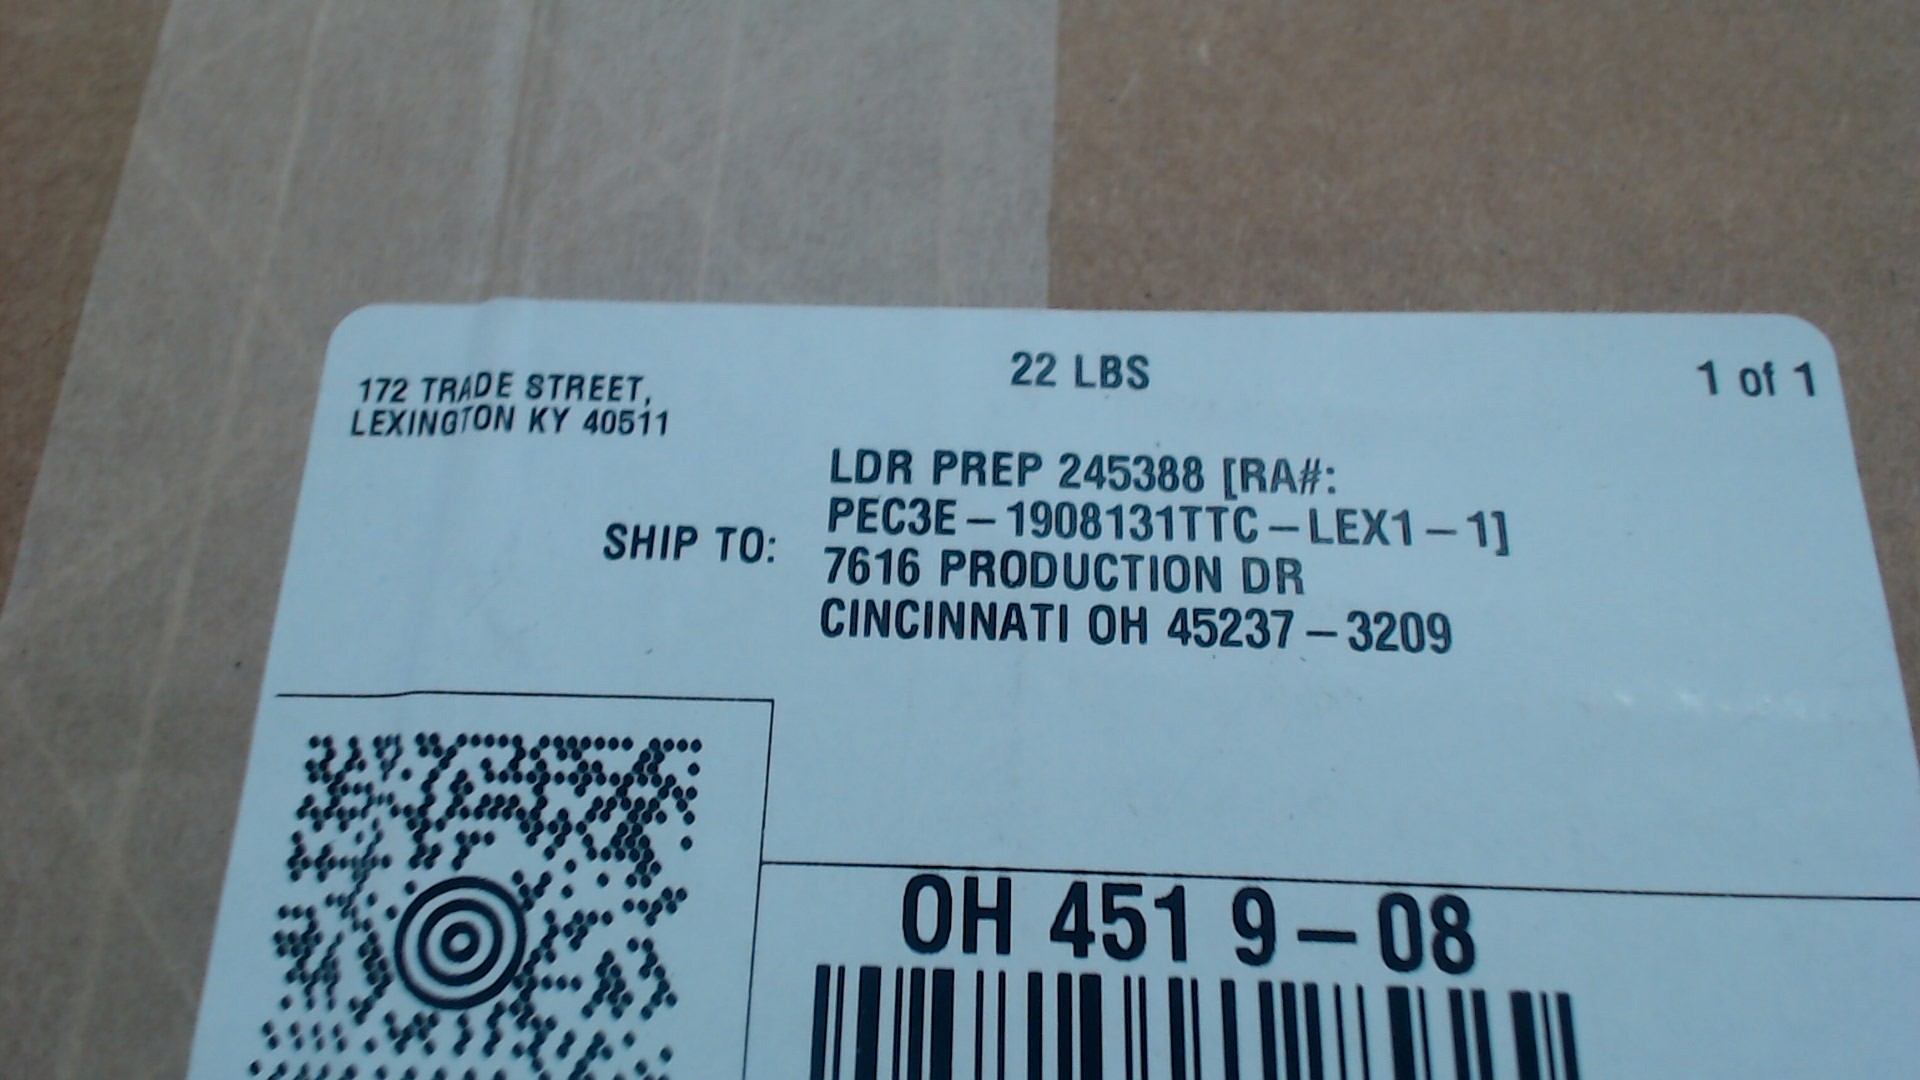 172 TRADE STREET,
LEXINGTON KY 40511
22 LBS
1 of 1
SHIP TO:
LDR PREP 245388 [RA#:
PEC3E-1908131TTC-LEX1-1]
7616 PRODUCTION DR
CINCINNATI OH 45237-3209
OH 451 9-08